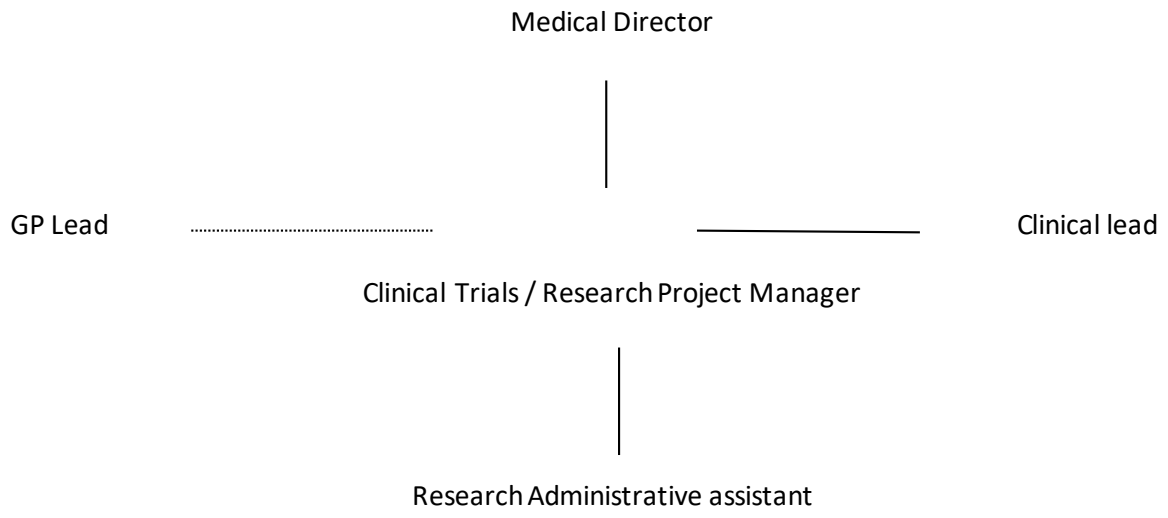 Medical Director
GP Lead
Clinical lead
Clinical Trials / Research Project Manager
Research Administrative assistant